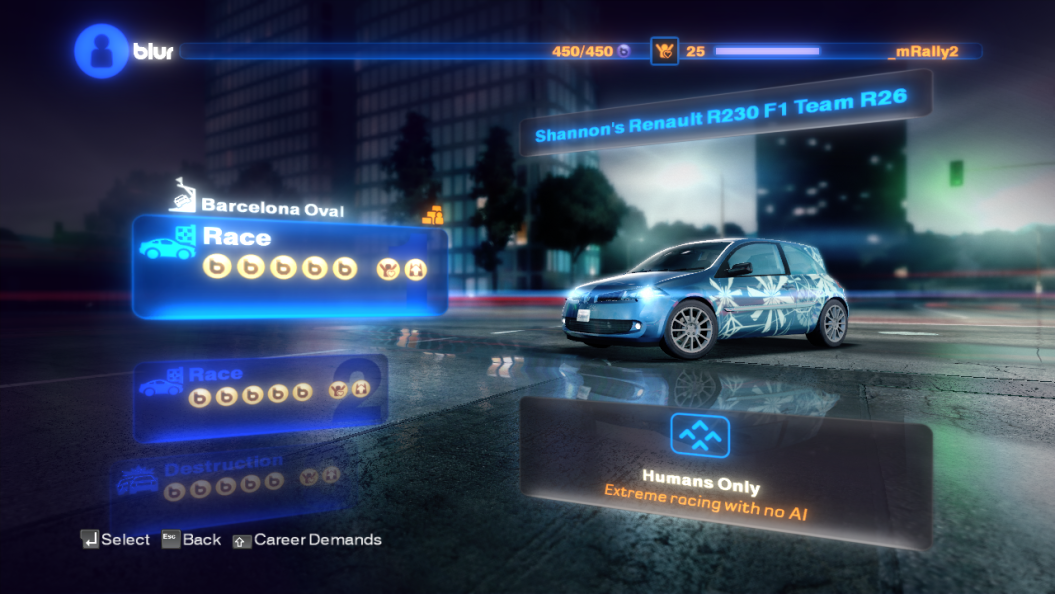 blur
450/450
25
_mRally2
Shannon's Renault R230 F1 Team R26
Barcelona Oval
Race
Race
2
Destruction
Humans Only
Extreme racing with no AI
Select
Esc
Back
Career Demands